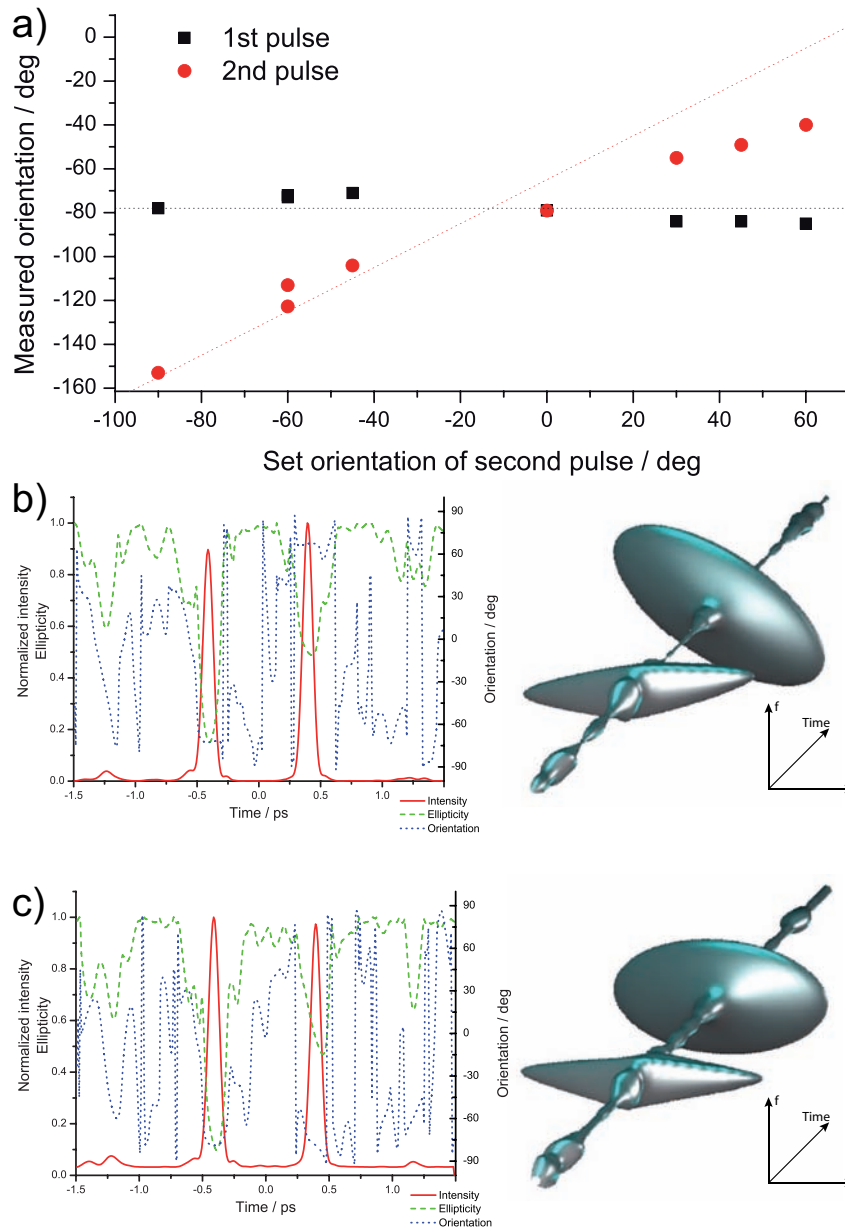 a)
1st pulse
2nd pulse
Measured orientation / deg
0
-20
-40
-60
-80
-100
-120
-140
-160
-100 -80 -60 -40 -20 0 20 40 60
Set orientation of second pulse / deg
b)
Normalized intensity
Ellipticity
1.0
0.8
0.6
0.4
0.2
0.0
90
60
30
0
-30
-60
-90
Orientation / deg
-1.5 -1.0 -0.5 0.0 0.5 1.0
Time / ps
Intensity
Ellipticity
Orientation
f
Time
c)
Normalized intensity
Ellipticity
1.0
0.8
0.6
0.4
0.2
0.0
90
60
30
0
-30
-60
-90
Orientation / deg
-1.5 -1.0 -0.5 0.0 0.5 1.0
Time / ps
Intensity
Ellipticity
Orientation
f
Time